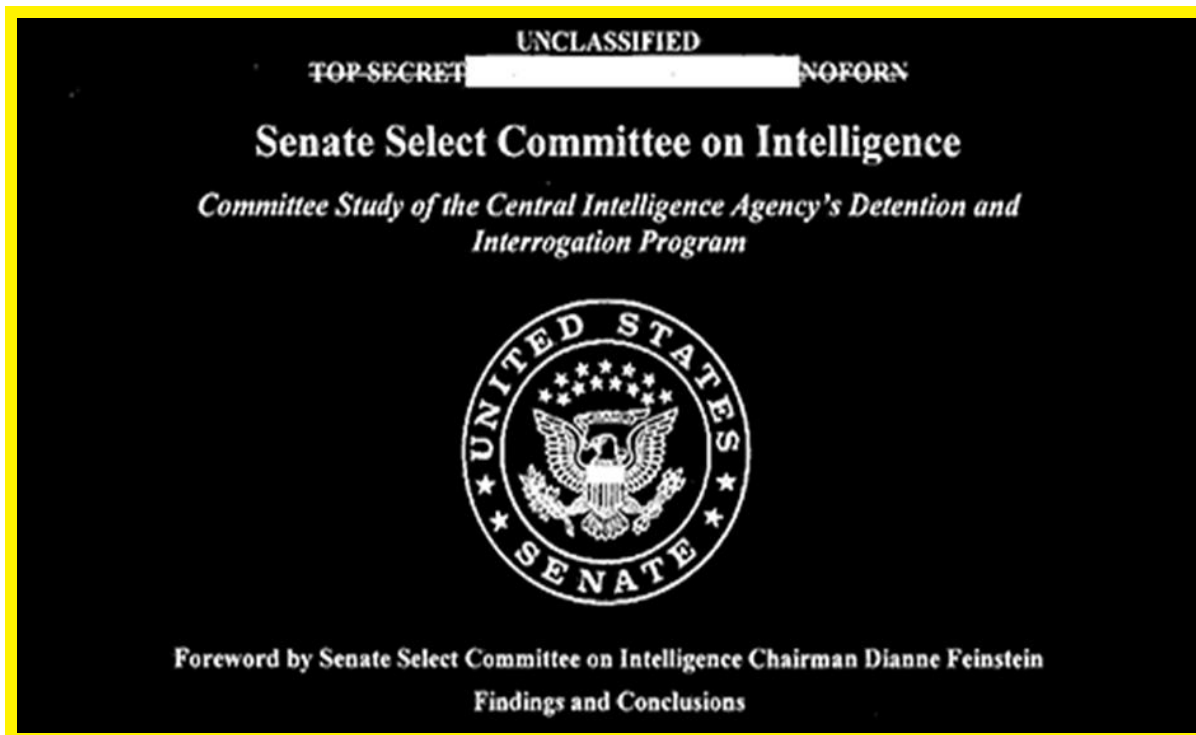 UNCLASSIFIED
TOP SECRET NOFORN
Senate Select Committee on Intelligence
Committee Study of the Central Intelligence Agency's Detention and
Interrogation Program
UNITED STATES
SENATE
Foreword by Senate Select Committee on Intelligence Chairman Dianne Feinstein
Findings and Conclusions